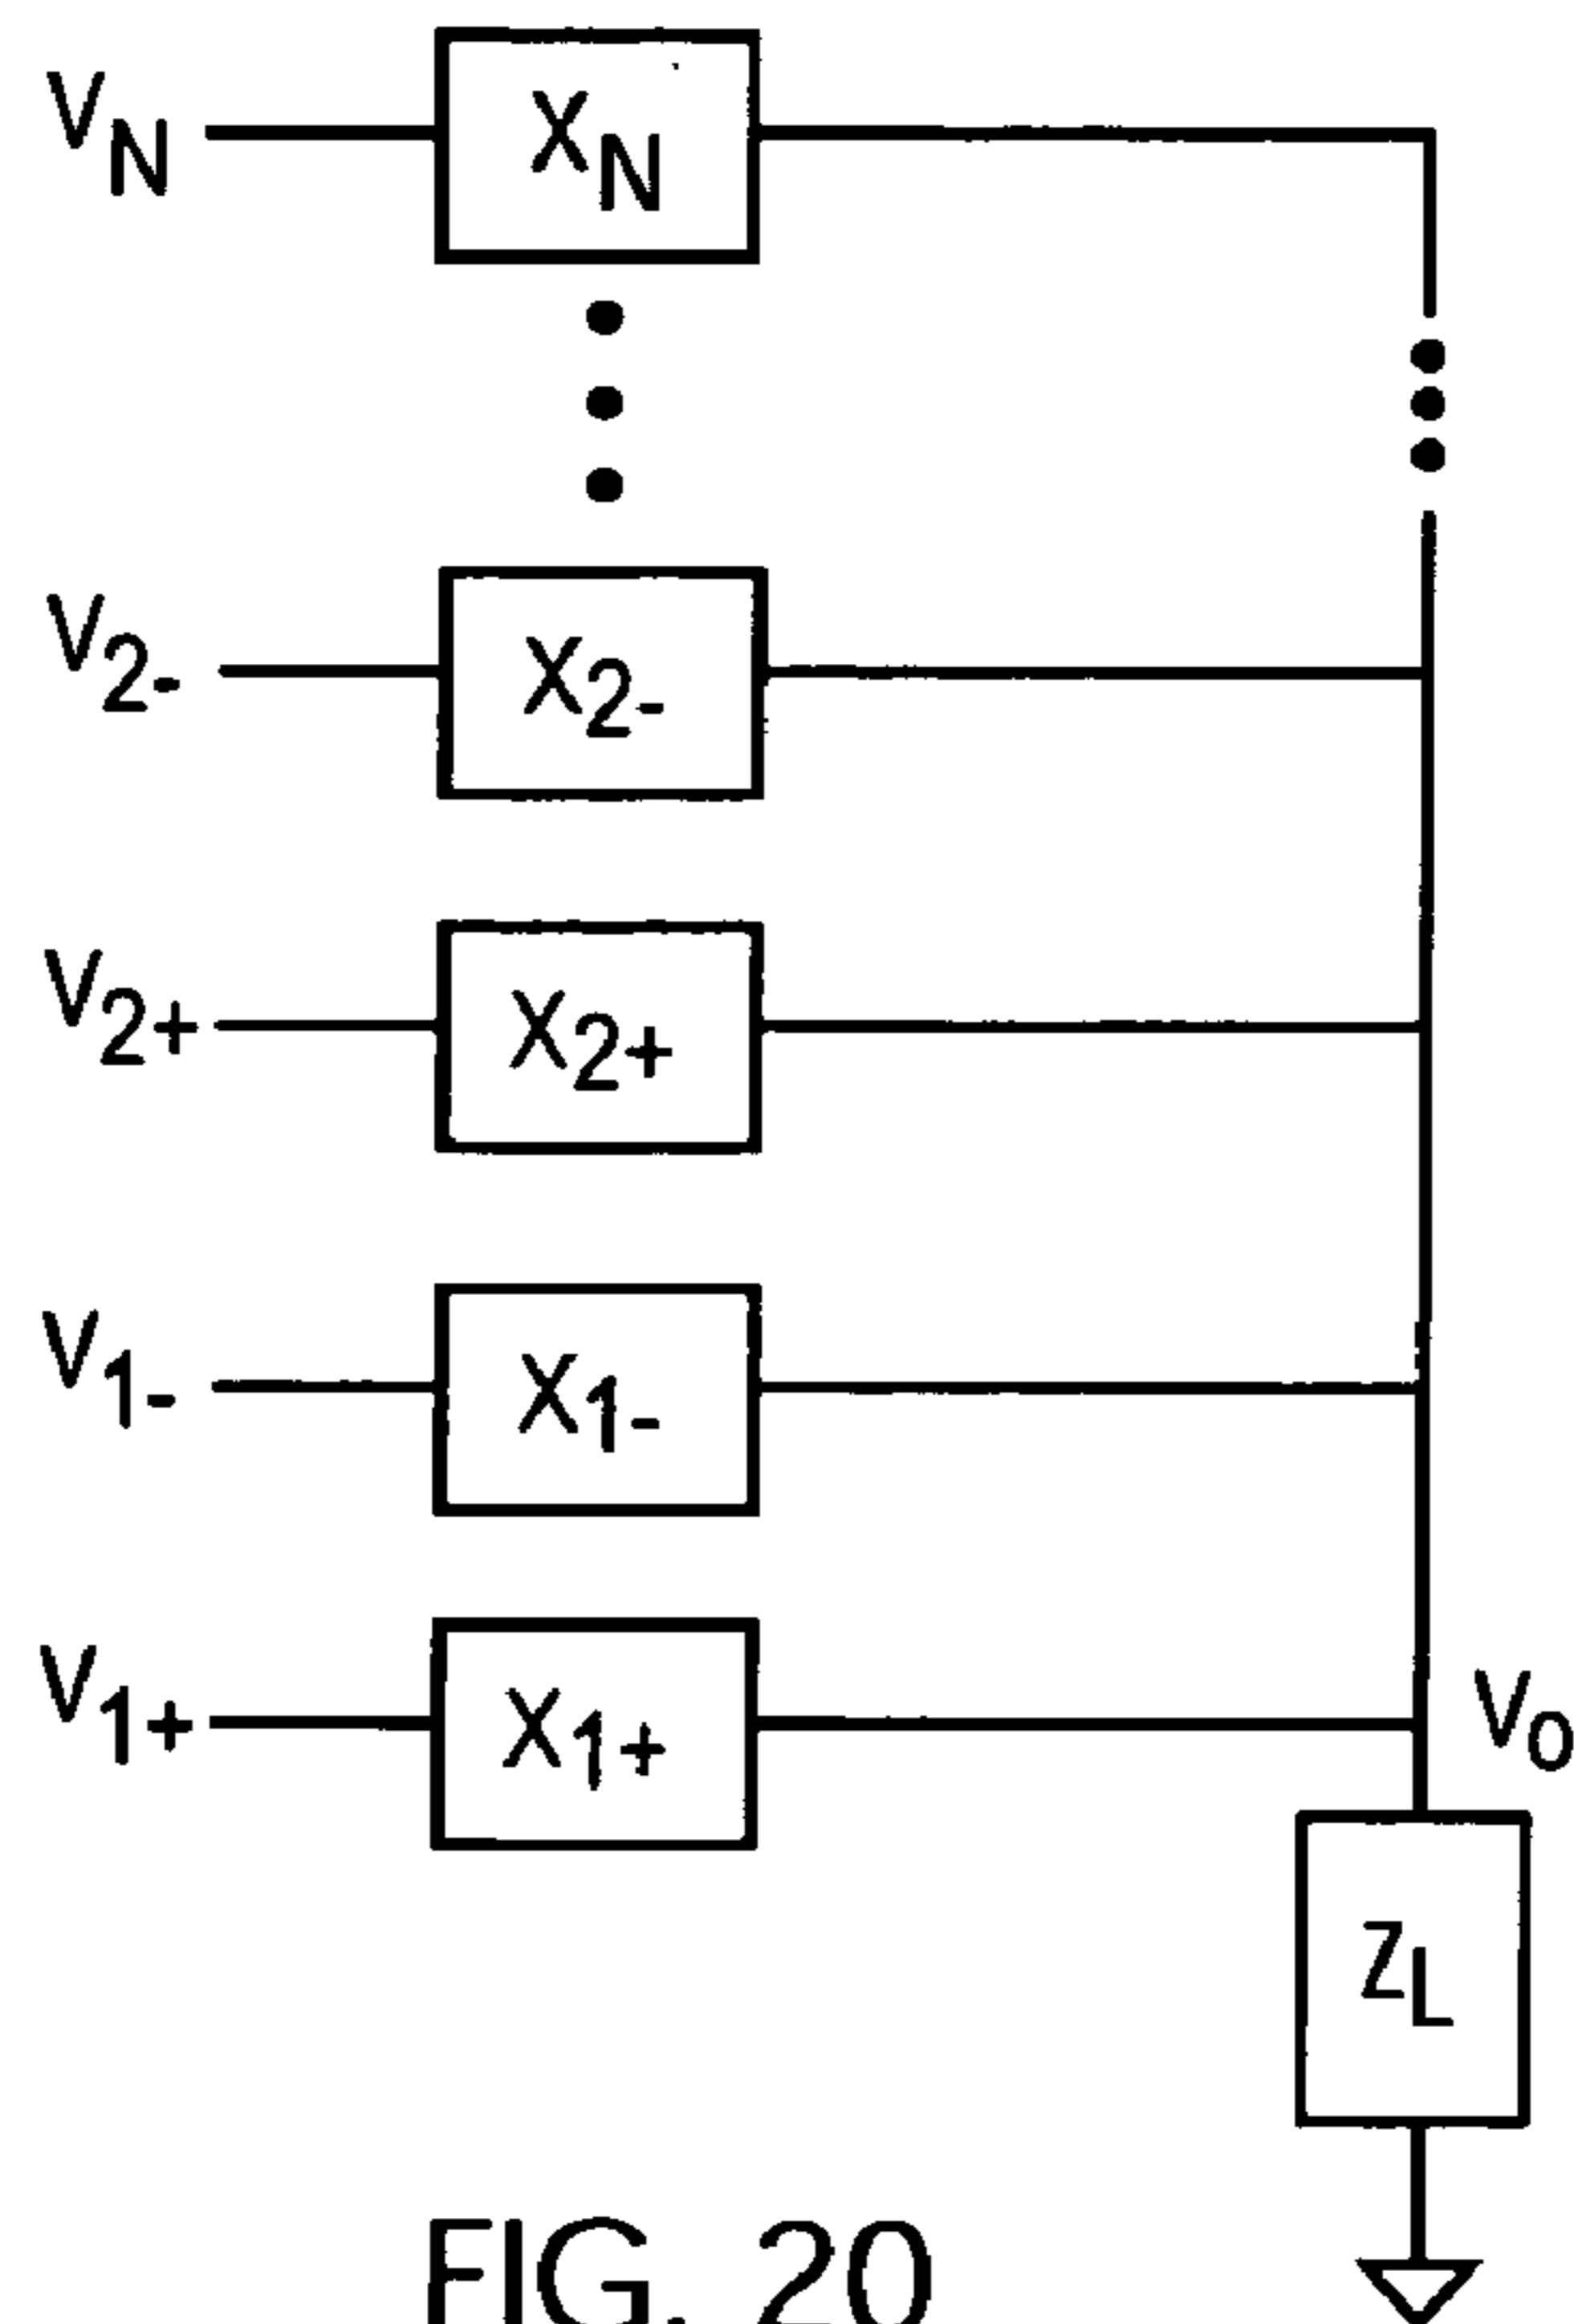 VN
XN
V2-
X2-
V2+
X2+
V1-
X1-
V1+
X1+
VO
ZL
FIG. 20